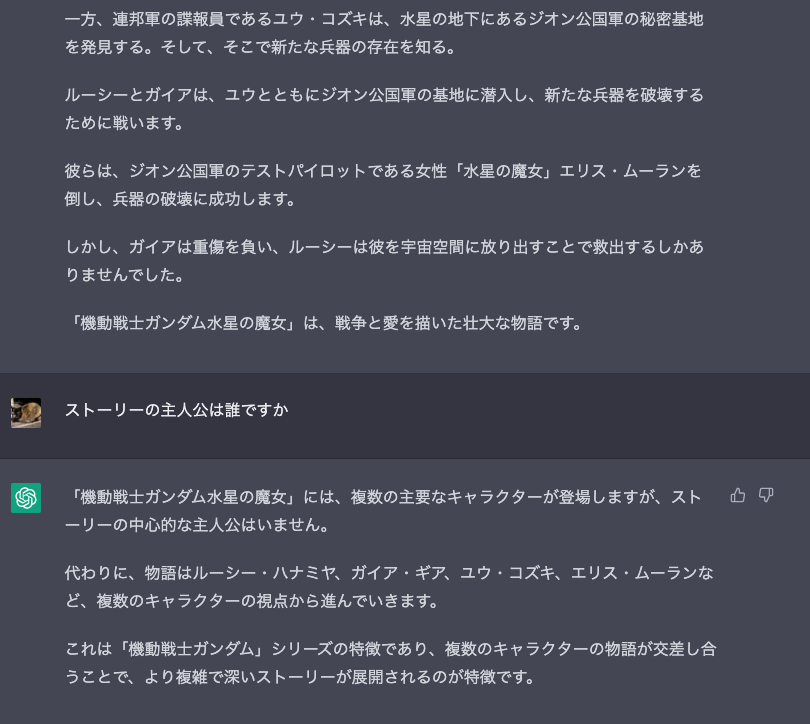 一方、連邦軍の諜報員であるユウ・コズキは、水星の地下にあるジオン公国軍の秘密基地
を発見する。そして、そこで新たな兵器の存在を知る。
ルーシーとガイアは、ユウとともにジオン公国軍の基地に潜入し、新たな兵器を破壊する
ために戦います。
彼らは、ジオン公国軍のテストパイロットである女性「水星の魔女」エリス・ムーランを
倒し、兵器の破壊に成功します。
しかし、ガイアは重傷を負い、ルーシーは彼を宇宙空間に放り出すことで救出するしかあ
りませんでした。
「機動戦士ガンダム水星の魔女」は、戦争と愛を描いた壮大な物語です。
ストーリーの主人公は誰ですか
「機動戦士ガンダム水星の魔女」には、複数の主要なキャラクターが登場しますが、スト
ーリーの中心的な主人公はいません。
代わりに、物語はルーシー・ハナミヤ、ガイア・ギア、ユウ・コズキ、エリス・ムーランな
ど、複数のキャラクターの視点から進んでいきます。
これは「機動戦士ガンダム」シリーズの特徴であり、複数のキャラクターの物語が交差し合
うことで、より複雑で深いストーリーが展開されるのが特徴です。